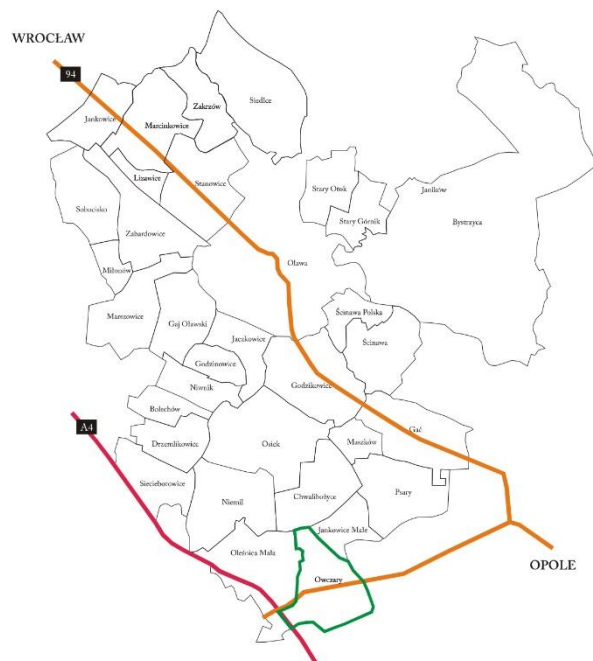 WROCŁAW
94
Siedlce
Zakrzów
Jankowice
Marcinkowice
Lizawice
Stanowice
Stary Otok
Janików
Sobocisko
Stary Górnik
Bystrzyca
Zabardowice
Oława
Miłonów
Ścinawa Polska
Marszowice
Gaj Oławski
Jaczkowice
Ścinawa
Godzinowice
Godzikowice
Niwnik
Bolechów
A4
Gać
Drzemlikowice
Osiek
Maszków
Siecieborowice
Niemil
Chwalibożyce
Psary
Jankowice Małe
Oleśnica Mała
OPOLE
Owczary